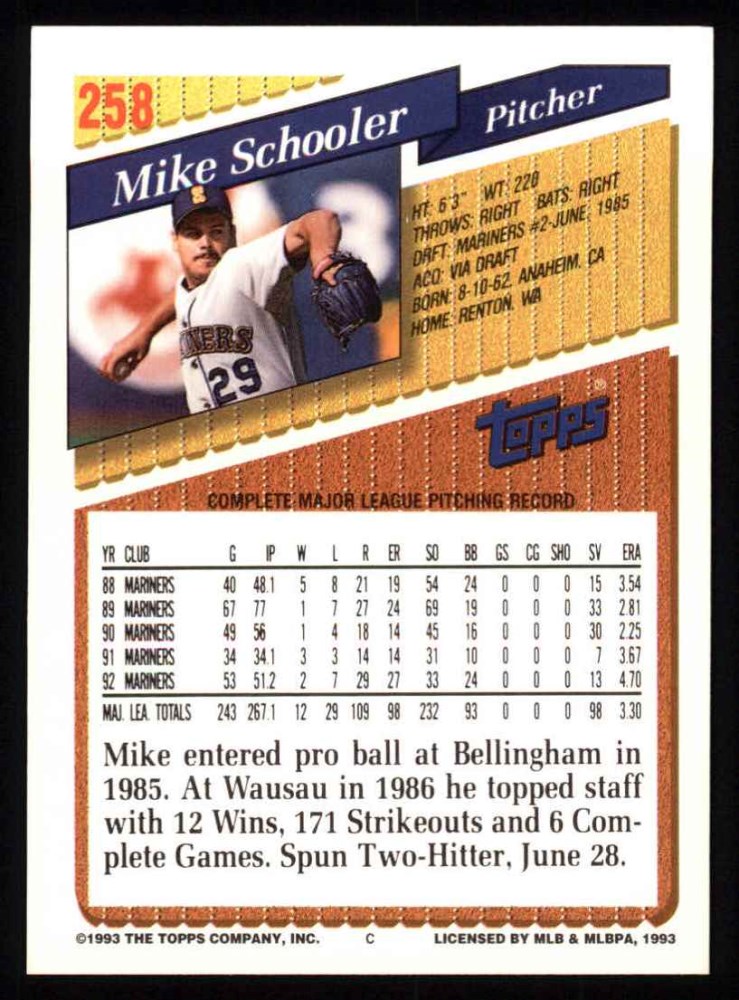 258
Mike Schooler
Pitcher
HT: 6'3" WT: 220
THROWS: RIGHT BATS: RIGHT
DRFT: MARINERS #2-JUNE, 1985
ACQ: VIA DRAFT
BORN: 8-10-62, ANAHEIM, CA
HOME: RENTON, WA
NERS
29
topps®
COMPLETE MAJOR LEAGUE PITCHING RECORD
YR CLUB G IP W L R ER SO BB GS CG SHO SV ERA
88 MARINERS 40 48.1 5 8 21 19 54 24 0 0 0 15 3.54
89 MARINERS 67 77 1 7 27 24 69 19 0 0 0 33 2.81
90 MARINERS 49 56 1 4 18 14 45 16 0 0 0 30 2.25
91 MARINERS 34 34.1 3 3 14 14 31 10 0 0 0 7 3.67
92 MARINERS 53 51.2 2 7 29 27 33 24 0 0 0 13 4.70
MAJ. LEA. TOTALS 243 267.1 12 29 109 98 232 93 0 0 0 98 3.30
Mike entered pro ball at Bellingham in
1985. At Wausau in 1986 he topped staff
with 12 Wins, 171 Strikeouts and 6 Com-
plete Games. Spun Two-Hitter, June 28.
©1993 THE TOPPS COMPANY, INC. C LICENSED BY MLB & MLBPA, 1993